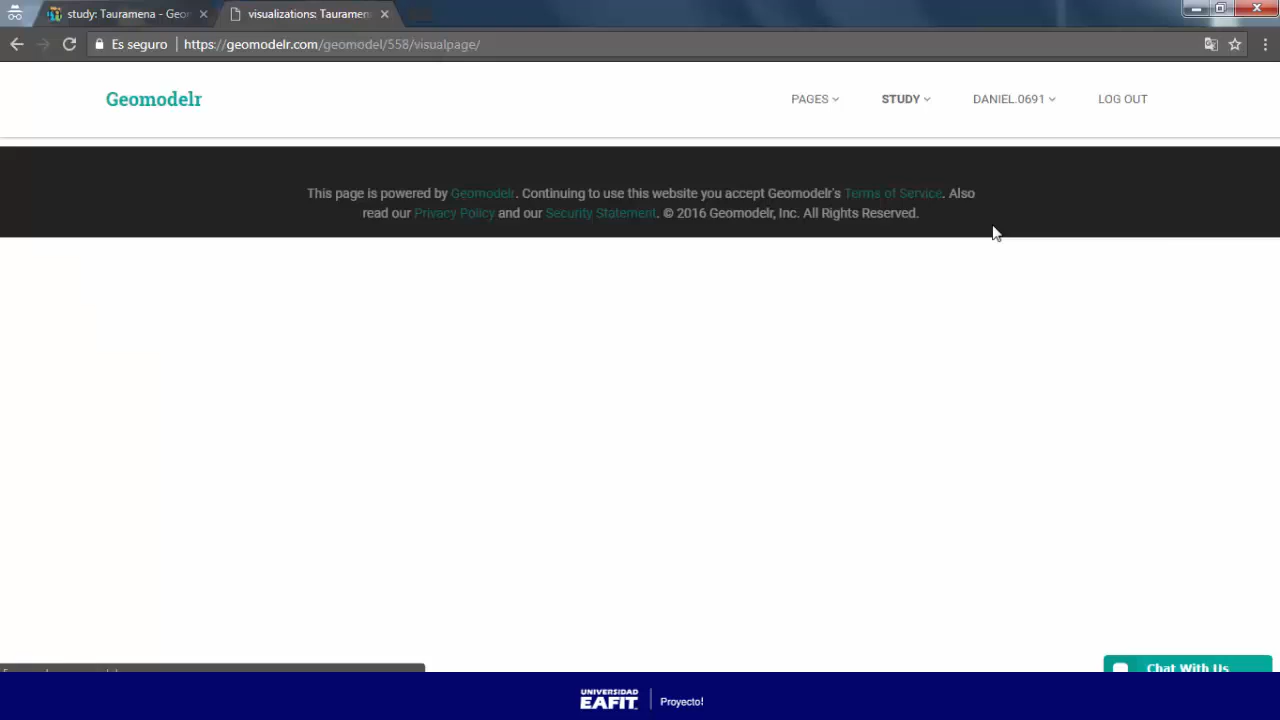 study: Tauramena - Geor
visualizations: Tauramen
Es seguro
https://geomodelr.com/geomodel/558/visualpage/
Geomodelr
PAGES
STUDY
DANIEL.0691
LOG OUT
This page is powered by Geomodelr. Continuing to use this website you accept Geomodelr's Terms of Service. Also
read our Privacy Policy and our Security Statement. © 2016 Geomodelr, Inc. All Rights Reserved.
Chat With Us
UNIVERSIDAD
EAFIT
Proyecto!